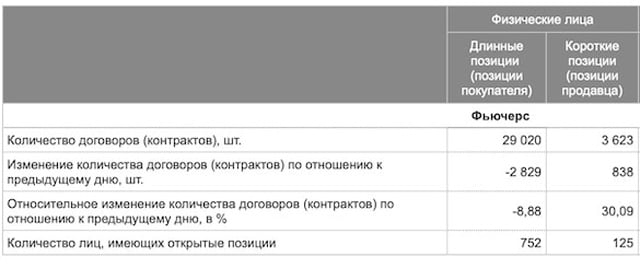 Физические лица
Длинные Короткие
позиции позиции
(позиции (позиции
покупателя) продавца)
Фьючерс
Количество договоров (контрактов), шт. 29 020 3 623
Изменение количества договоров (контрактов) по отношению к
предыдущему дню, шт. -2 829 838
Относительное изменение количества договоров (контрактов) по
отношению к предыдущему дню, в % -8,88 30,09
Количество лиц, имеющих открытые позиции 752 125